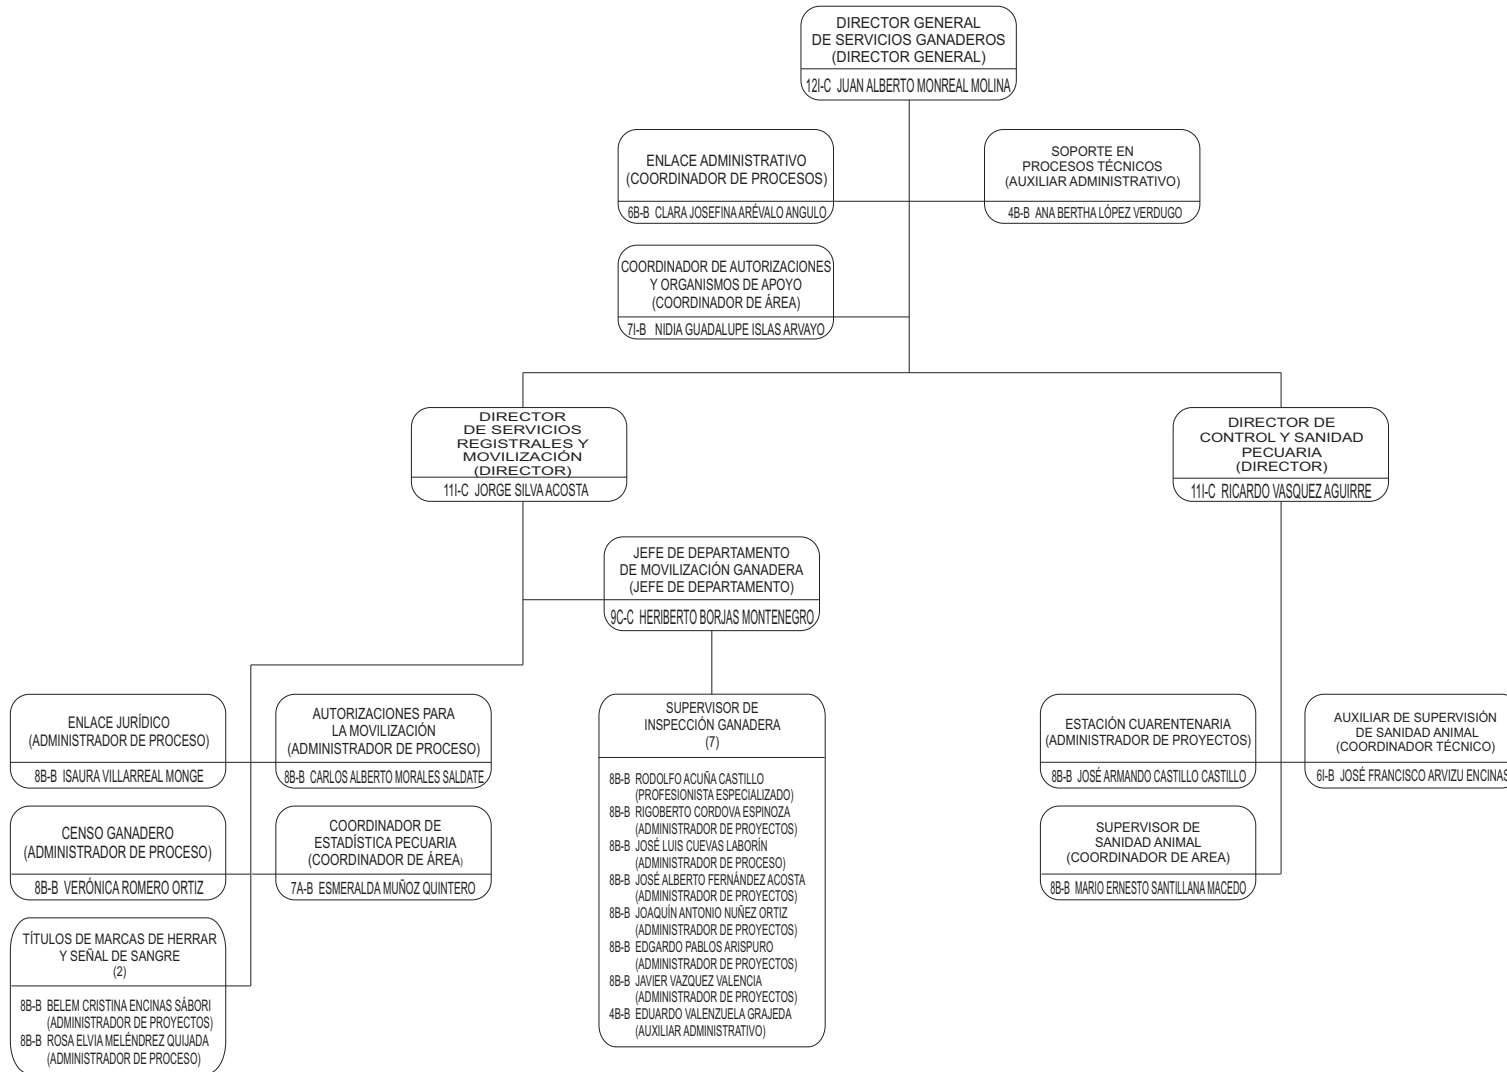 DIRECTOR GENERAL
DE SERVICIOS GANADEROS
(DIRECTOR GENERAL)
12I-C JUAN ALBERTO MONREAL MOLINA
ENLACE ADMINISTRATIVO
(COORDINADOR DE PROCESOS)
6B-B CLARA JOSEFINA ARÉVALO ANGULO
SOPORTE EN
PROCESOS TÉCNICOS
(AUXILIAR ADMINISTRATIVO)
4B-B ANA BERTHA LÓPEZ VERDUGO
COORDINADOR DE AUTORIZACIONES
Y ORGANISMOS DE APOYO
(COORDINADOR DE ÁREA)
7I-B NIDIA GUADALUPE ISLAS ARVAYO
DIRECTOR
DE SERVICIOS
REGISTRALES Y
MOVILIZACIÓN
(DIRECTOR)
11I-C JORGE SILVA ACOSTA
DIRECTOR DE
CONTROL Y SANIDAD
PECUARIA
(DIRECTOR)
11I-C RICARDO VASQUEZ AGUIRRE
JEFE DE DEPARTAMENTO
DE MOVILIZACIÓN GANADERA
(JEFE DE DEPARTAMENTO)
9C-C HERIBERTO BORJAS MONTENEGRO
ENLACE JURÍDICO
(ADMINISTRADOR DE PROCESO)
8B-B ISAURA VILLARREAL MONGE
AUTORIZACIONES PARA
LA MOVILIZACIÓN
(ADMINISTRADOR DE PROCESO)
8B-B CARLOS ALBERTO MORALES SALDATE
CENSO GANADERO
(ADMINISTRADOR DE PROCESO)
8B-B VERÓNICA ROMERO ORTIZ
COORDINADOR DE
ESTADÍSTICA PECUARIA
(COORDINADOR DE ÁREA)
7A-B ESMERALDA MUÑOZ QUINTERO
TÍTULOS DE MARCAS DE HERRAR
Y SEÑAL DE SANGRE
(2)
8B-B BELEM CRISTINA ENCINAS SÁBORI
(ADMINISTRADOR DE PROYECTOS)
8B-B ROSA ELVIA MELÉNDREZ QUIJADA
(ADMINISTRADOR DE PROCESO)
SUPERVISOR DE
INSPECCIÓN GANADERA
(7)
8B-B RODOLFO ACUÑA CASTILLO
(PROFESIONISTA ESPECIALIZADO)
8B-B RIGOBERTO CORDOVA ESPINOZA
(ADMINISTRADOR DE PROYECTOS)
8B-B JOSÉ LUIS CUEVAS LABORÍN
(ADMINISTRADOR DE PROCESO)
8B-B JOSÉ ALBERTO FERNÁNDEZ ACOSTA
(ADMINISTRADOR DE PROYECTOS)
8B-B JOAQUÍN ANTONIO NUÑEZ ORTIZ
(ADMINISTRADOR DE PROYECTOS)
8B-B EDGARDO PABLOS ARISPURO
(ADMINISTRADOR DE PROYECTOS)
8B-B JAVIER VAZQUEZ VALENCIA
(ADMINISTRADOR DE PROYECTOS)
4B-B EDUARDO VALENZUELA GRAJEDA
(AUXILIAR ADMINISTRATIVO)
ESTACIÓN CUARENTENARIA
(ADMINISTRADOR DE PROYECTOS)
8B-B JOSÉ ARMANDO CASTILLO CASTILLO
AUXILIAR DE SUPERVISIÓN
DE SANIDAD ANIMAL
(COORDINADOR TÉCNICO)
6I-B JOSÉ FRANCISCO ARVIZU ENCINAS
SUPERVISOR DE
SANIDAD ANIMAL
(COORDINADOR DE AREA)
8B-B MARIO ERNESTO SANTILLANA MACEDO